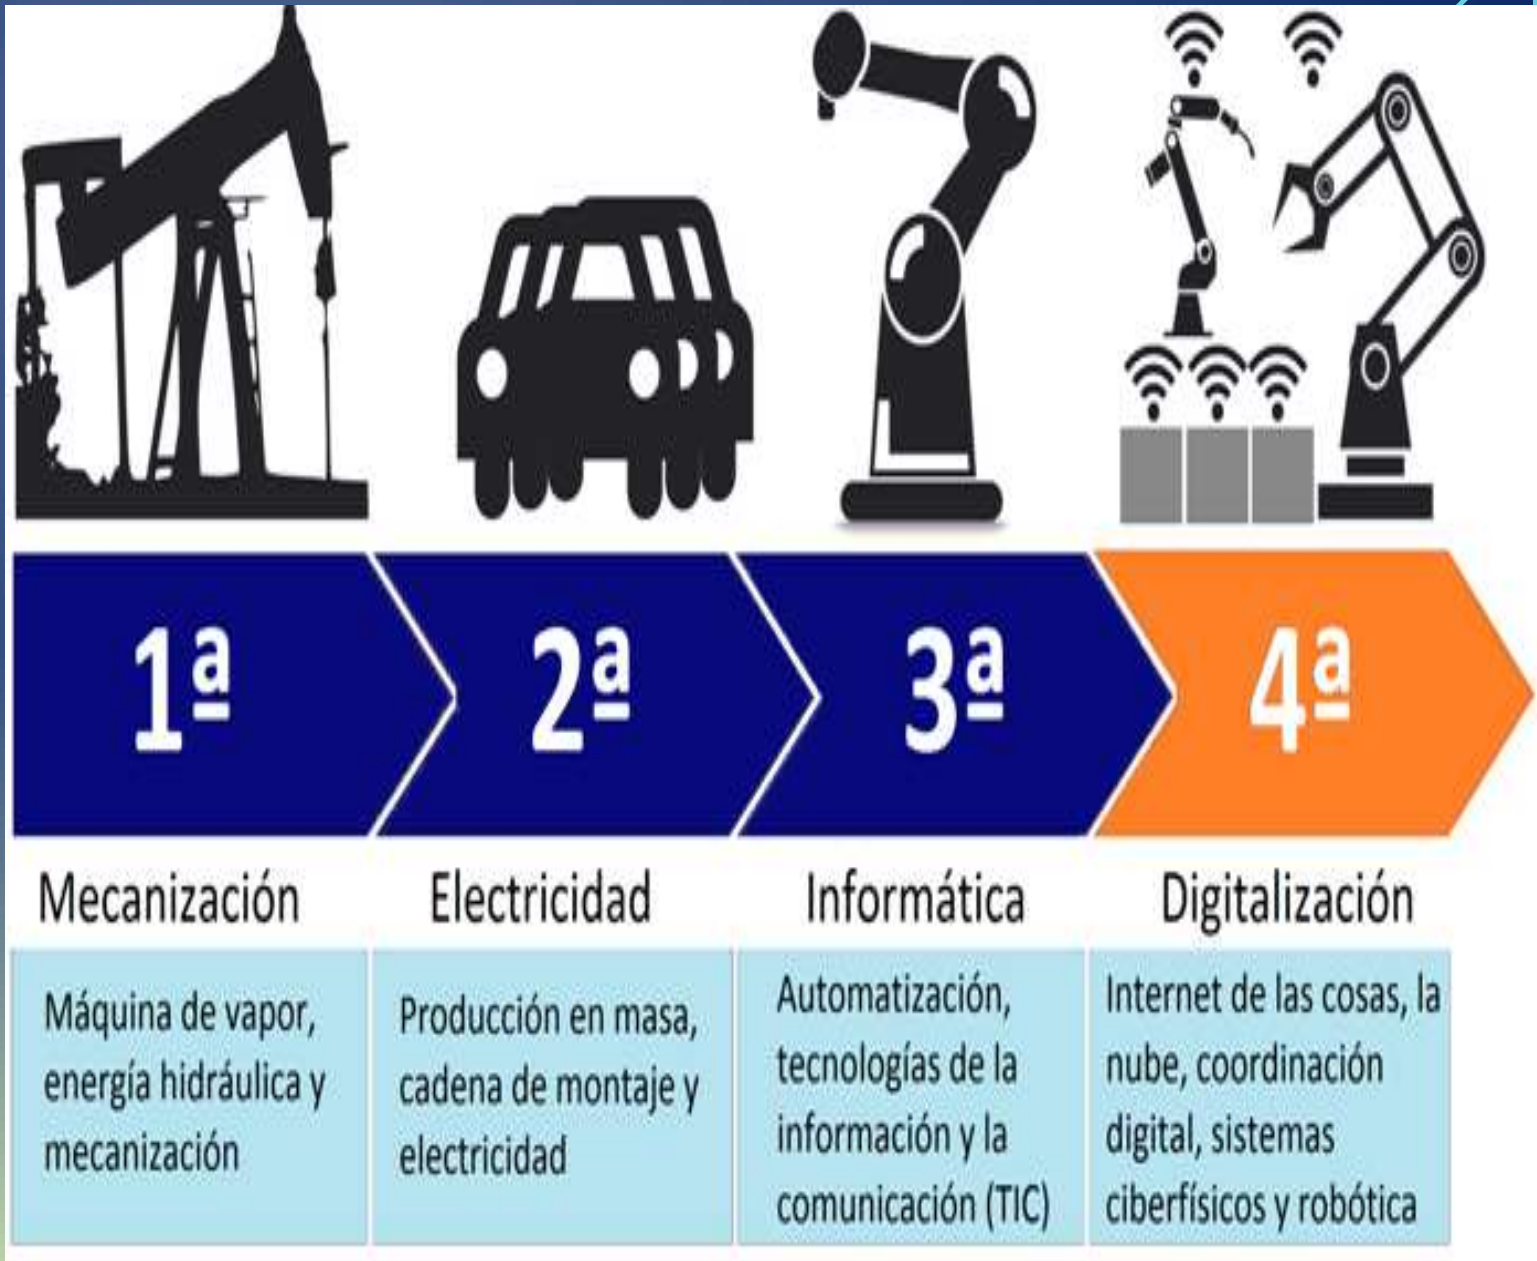 1ª
2ª
3ª
4ª
Mecanización
Electricidad
Informática
Digitalización
Máquina de vapor,
energía hidráulica y
mecanización
Producción en masa,
cadena de montaje y
electricidad
Automatización,
tecnologías de la
información y la
comunicación (TIC)
Internet de las cosas, la
nube, coordinación
digital, sistemas
ciberfísicos y robótica